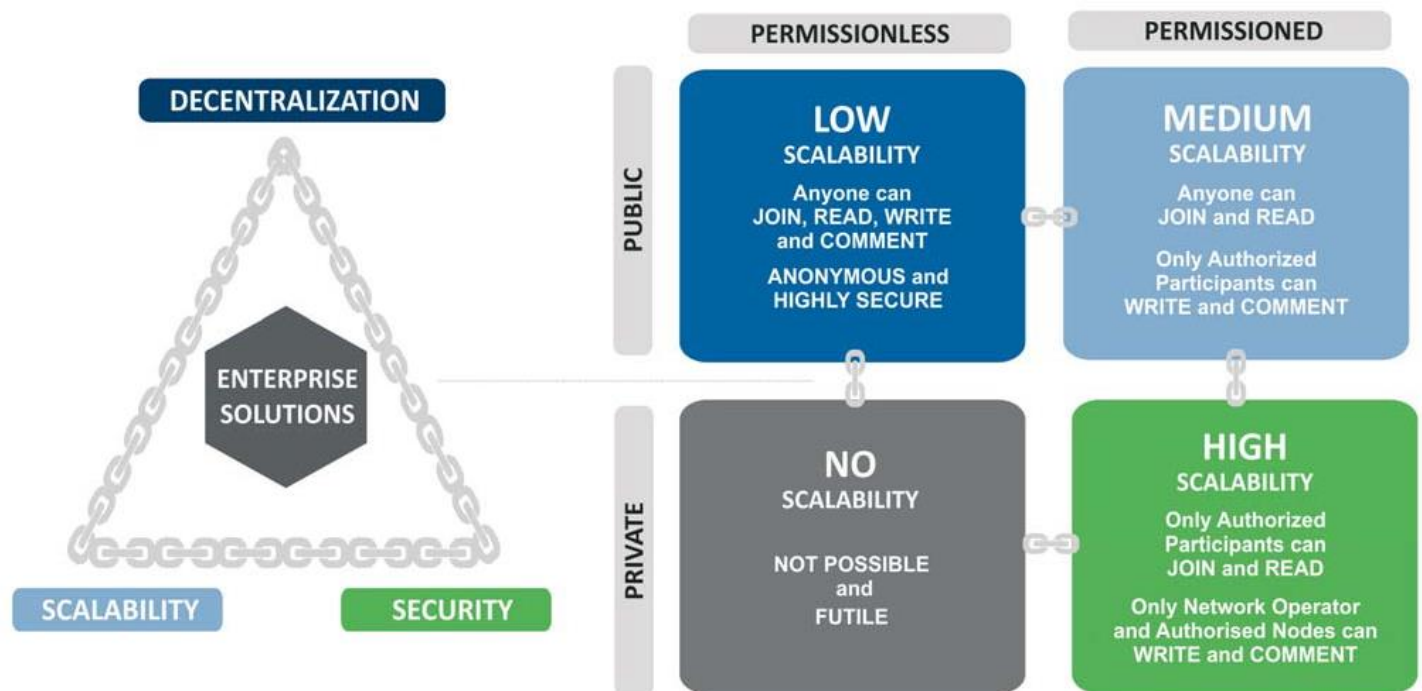 DECENTRALIZATION
ENTERPRISE
SOLUTIONS
SCALABILITY
SECURITY
PERMISSIONLESS
PERMISSIONED
PUBLIC
LOW
SCALABILITY
Anyone can
JOIN, READ, WRITE
and COMMENT
ANONYMOUS and
HIGHLY SECURE
MEDIUM
SCALABILITY
Anyone can
JOIN and READ
Only Authorized
Participants can
WRITE and COMMENT
PRIVATE
NO
SCALABILITY
NOT POSSIBLE
and
FUTILE
HIGH
SCALABILITY
Only Authorized
Participants can
JOIN and READ
Only Network Operator
and Authorised Nodes can
WRITE and COMMENT